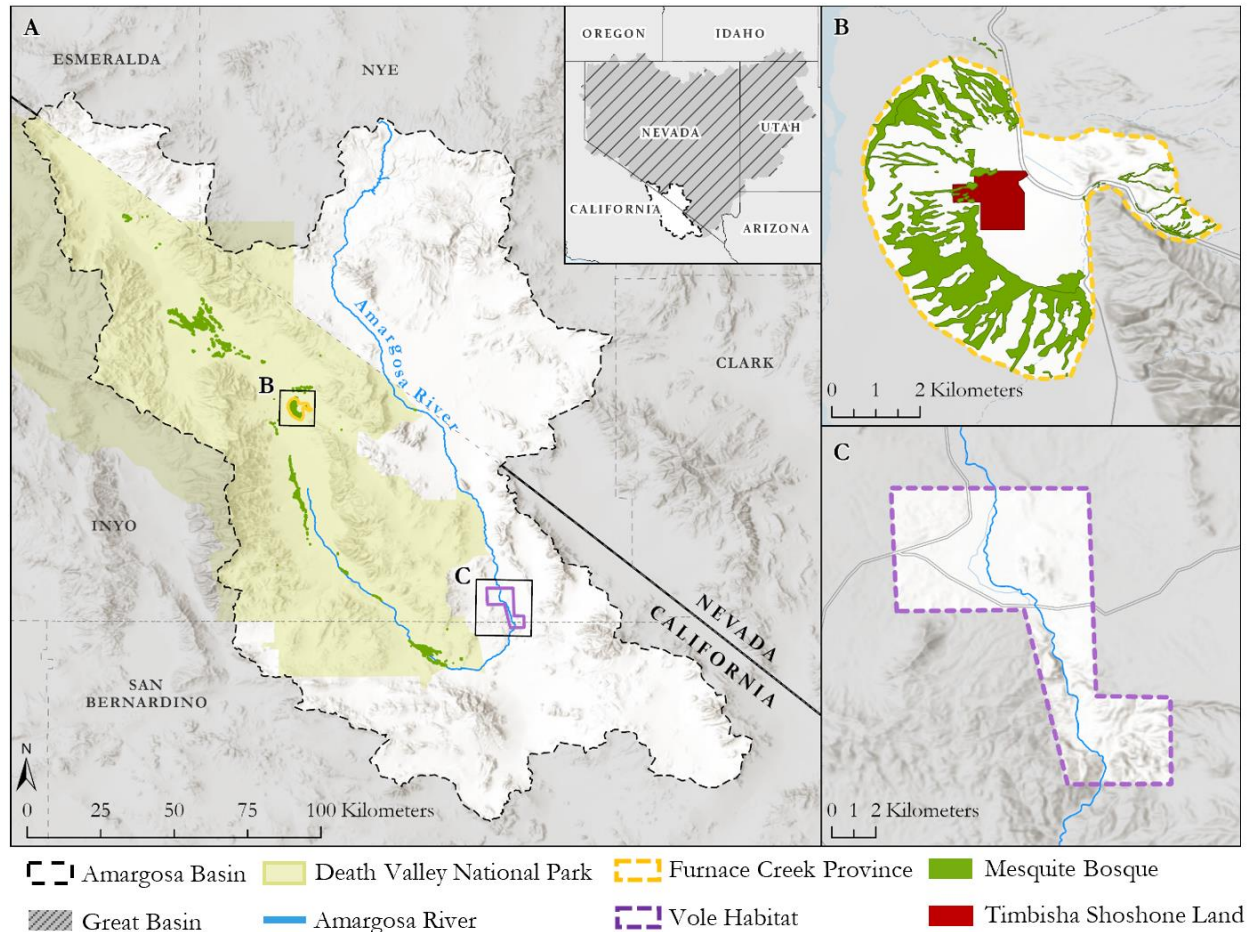 A
ESMERALDA
NYE
OREGON
IDAHO
NEVADA
UTAH
CALIFORNIA
ARIZONA
Amargosa River
CLARK
B
INYO
C
NEVADA
CALIFORNIA
SAN
BERNARDINO
N
0 25 50 75 100 Kilometers
B
0 1 2 Kilometers
C
0 1 2 Kilometers
Amargosa Basin
Death Valley National Park
Furnace Creek Province
Mesquite Bosque
Great Basin
Amargosa River
Vole Habitat
Timbisha Shoshone Land